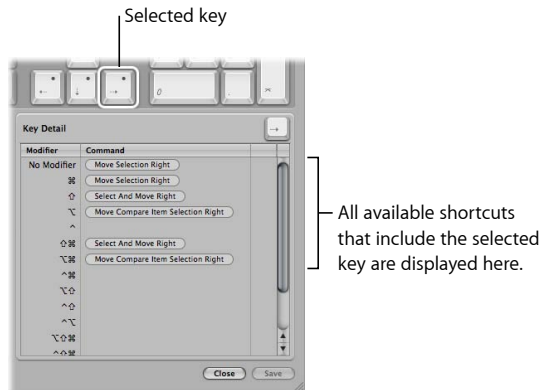 Selected key
←
↓
→
0
.
Key Detail
→
Modifier Command
No Modifier Move Selection Right
⌘ Move Selection Right
⇧ Select And Move Right
⌥ Move Compare Item Selection Right
^
⇧⌘ Select And Move Right
⌥⌘ Move Compare Item Selection Right
^⌘
⌥⇧
^⇧
^⌥
⌥⇧⌘
^⇧⌘
Close Save
All available shortcuts
that include the selected
key are displayed here.